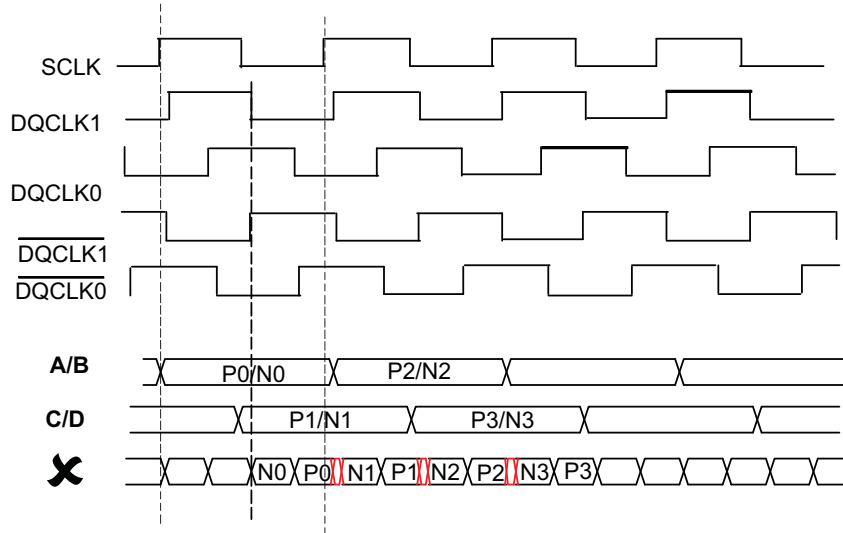 SCLK
DQCLK1
DQCLK0
DQCLK1
DQCLK0
A/B
P0/N0
P2/N2
C/D
P1/N1
P3/N3
N0
P0
N1
P1
N2
P2
N3
P3